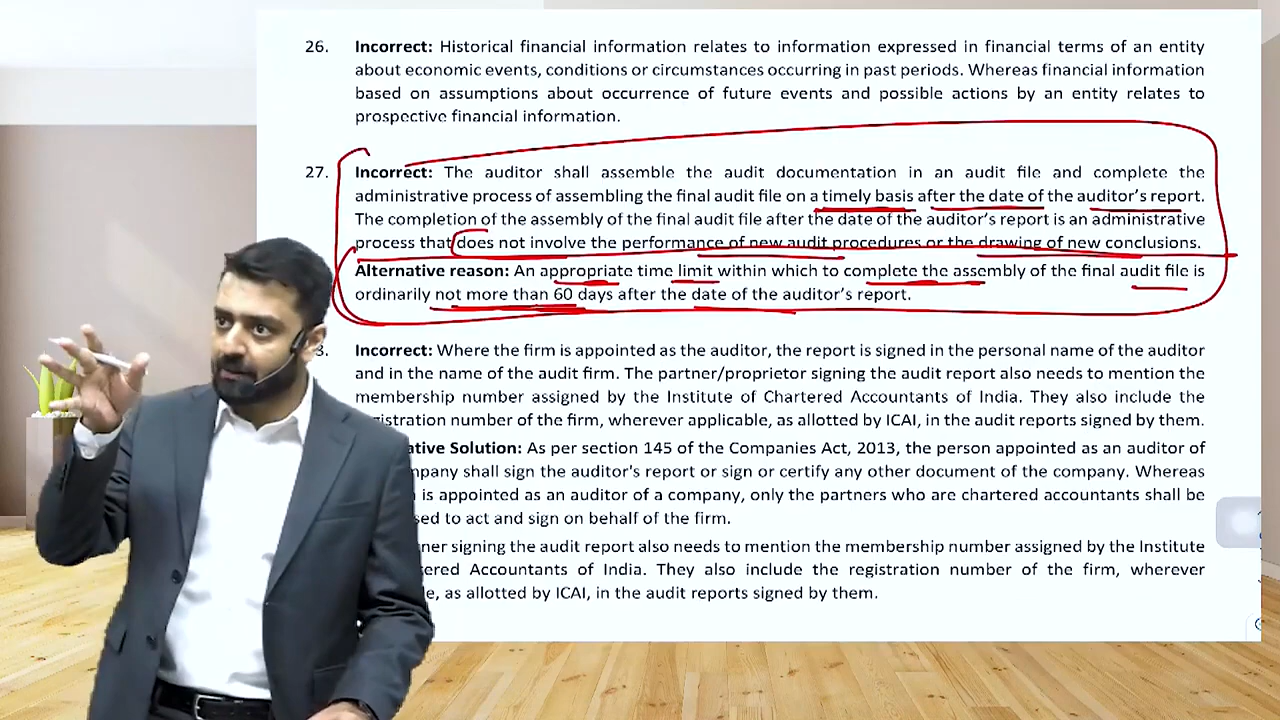 26. Incorrect: Historical financial information relates to information expressed in financial terms of an entity
about economic events, conditions or circumstances occurring in past periods. Whereas financial information
based on assumptions about occurrence of future events and possible actions by an entity relates to
prospective financial information.
27. Incorrect: The auditor shall assemble the audit documentation in an audit file and complete the
administrative process of assembling the final audit file on a timely basis after the date of the auditor's report.
The completion of the assembly of the final audit file after the date of the auditor's report is an administrative
process that does not involve the performance of new audit procedures or the drawing of new conclusions.
Alternative reason: An appropriate time limit within which to complete the assembly of the final audit file is
ordinarily not more than 60 days after the date of the auditor's report.
Incorrect: Where the firm is appointed as the auditor, the report is signed in the personal name of the auditor
and in the name of the audit firm. The partner/proprietor signing the audit report also needs to mention the
membership number assigned by the Institute of Chartered Accountants of India. They also include the
number of the firm, wherever applicable, as allotted by ICAI, in the audit reports signed by them.
Solution: As per section 145 of the Companies Act, 2013, the person appointed as an auditor of
shall sign the auditor's report or sign or certify any other document of the company. Whereas
is appointed as an auditor of a company, only the partners who are chartered accountants shall be
to act and sign on behalf of the firm.
signing the audit report also needs to mention the membership number assigned by the Institute
Accountants of India. They also include the registration number of the firm, wherever
as allotted by ICAI, in the audit reports signed by them.